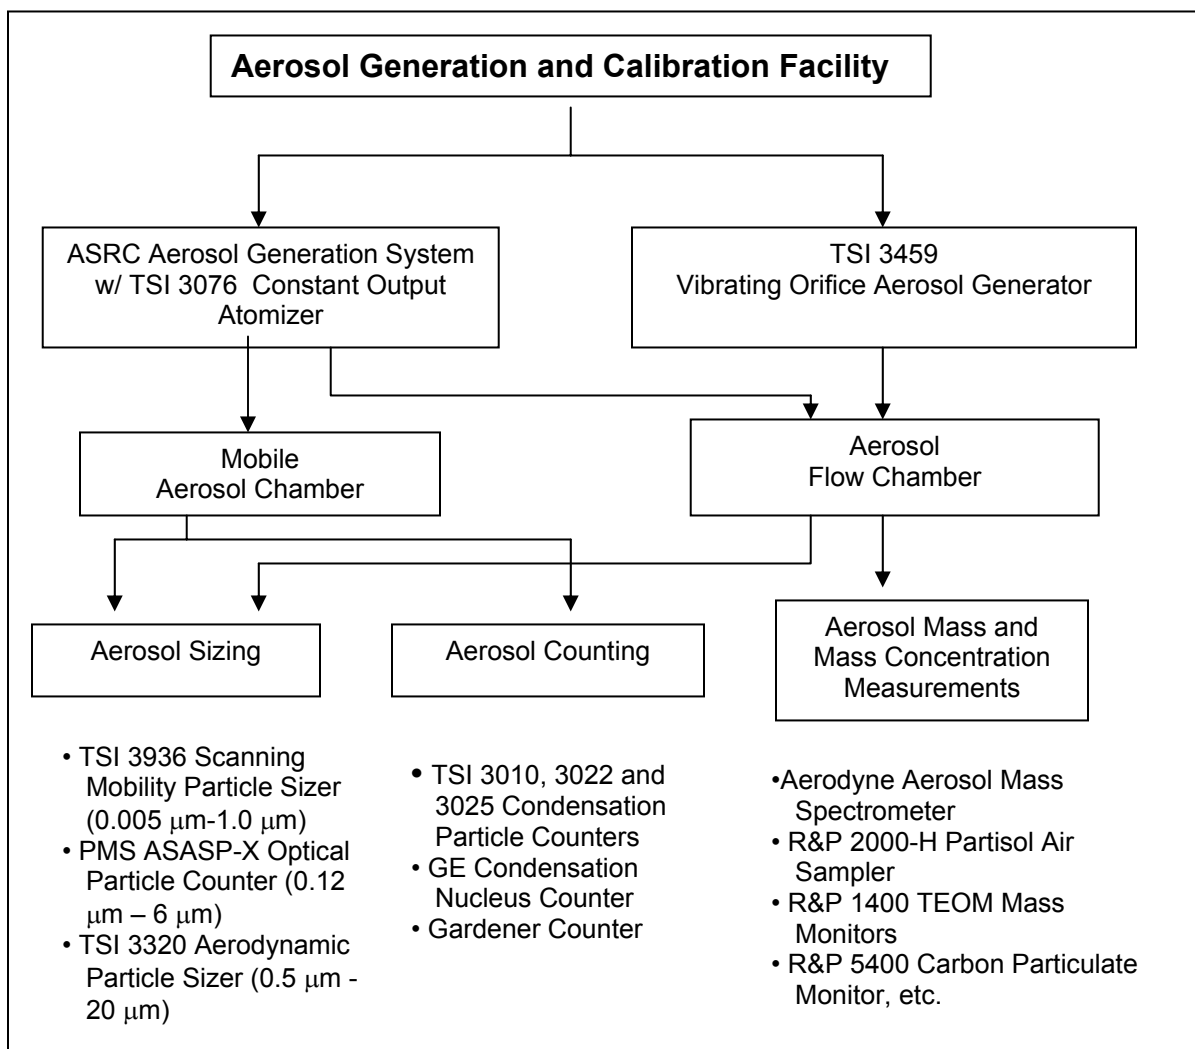 Aerosol Generation and Calibration Facility
ASRC Aerosol Generation System
w/ TSI 3076 Constant Output
Atomizer
TSI 3459
Vibrating Orifice Aerosol Generator
Mobile
Aerosol Chamber
Aerosol
Flow Chamber
Aerosol Sizing
Aerosol Counting
Aerosol Mass and
Mass Concentration
Measurements
• TSI 3936 Scanning
Mobility Particle Sizer
(0.005 μm-1.0 μm)
• PMS ASASP-X Optical
Particle Counter (0.12
μm – 6 μm)
• TSI 3320 Aerodynamic
Particle Sizer (0.5 μm -
20 μm)
• TSI 3010, 3022 and
3025 Condensation
Particle Counters
• GE Condensation
Nucleus Counter
• Gardener Counter
•Aerodyne Aerosol Mass
Spectrometer
• R&P 2000-H Partisol Air
Sampler
• R&P 1400 TEOM Mass
Monitors
• R&P 5400 Carbon Particulate
Monitor, etc.